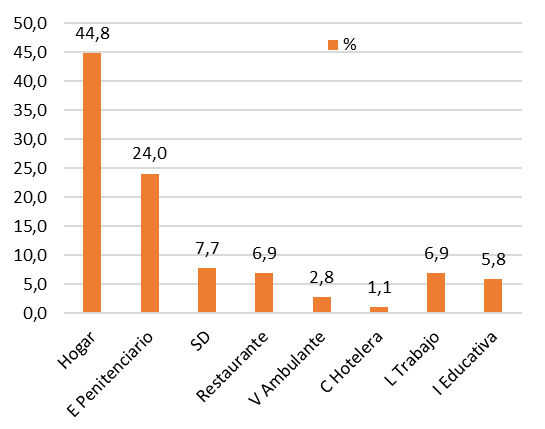 50,0
45,0
40,0
35,0
30,0
25,0
20,0
15,0
10,0
5,0
0,0
%
44,8
24,0
7,7
6,9
2,8
1,1
6,9
5,8
Hogar
E Penitenciario
SD
Restaurante
V Ambulante
C Hotelera
L Trabajo
I Educativa